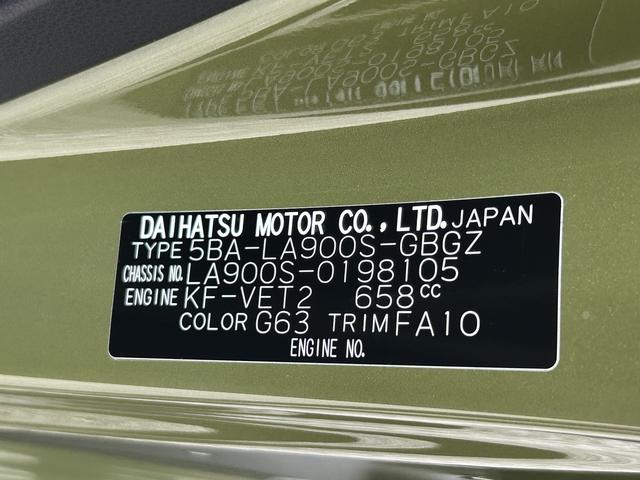 DAIHATSU MOTOR CO., LTD. JAPAN
TYPE 5BA-LA900S-GBGZ
CHASSIS NO. LA900S-0198105
ENGINE KF-VET2 658cc
COLOR G63 TRIM FA10
ENGINE NO.